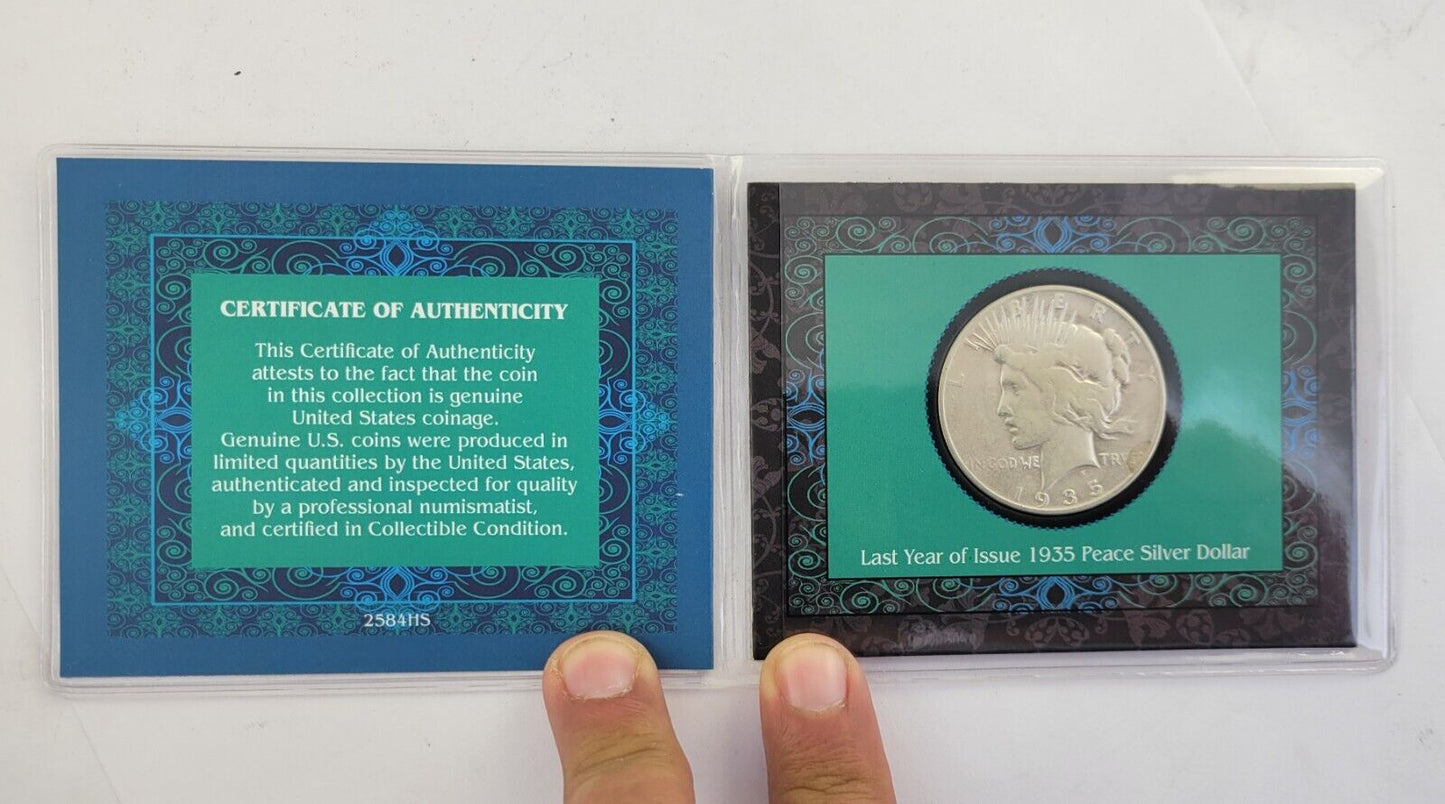 CERTIFICATE OF AUTHENTICITY
This Certificate of Authenticity
attests to the fact that the coin
in this collection is genuine
United States coinage.
Genuine U.S. coins were produced in
limited quantities by the United States,
authenticated and inspected for quality
by a professional numismatist,
and certified in Collectible Condition.
2584HS
LIBERTY
IN GOD WE TRVST
1935
Last Year of Issue 1935 Peace Silver Dollar